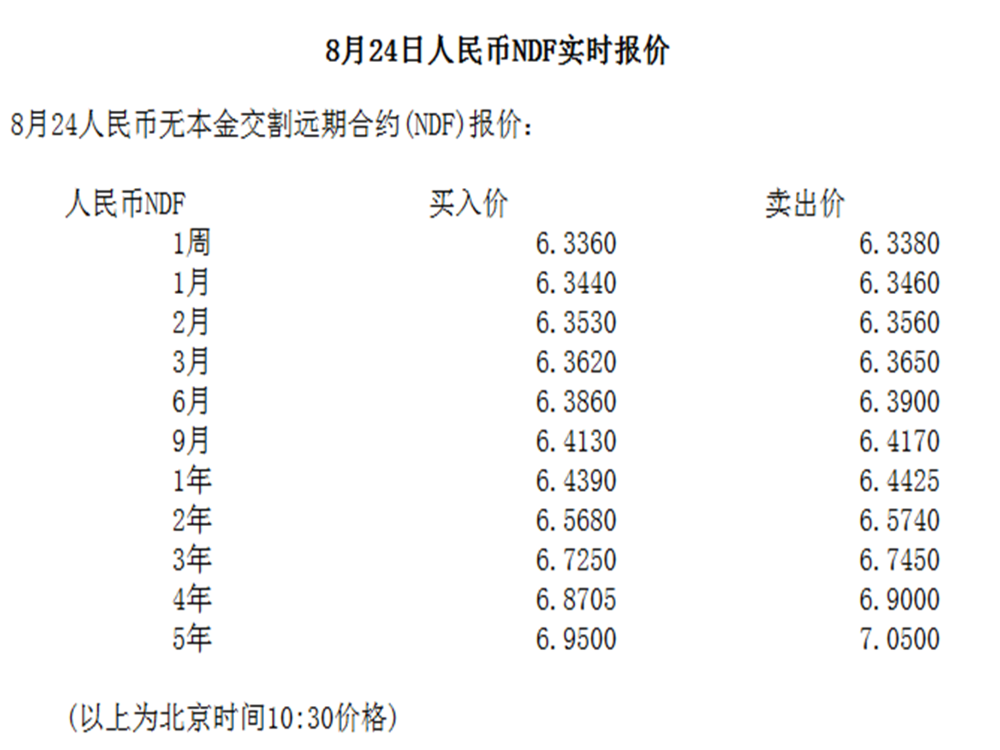 8月24日人民币NDF实时报价
8月24人民币无本金交割远期合约(NDF)报价：
人民币NDF 买入价 卖出价
1周 6.3360 6.3380
1月 6.3440 6.3460
2月 6.3530 6.3560
3月 6.3620 6.3650
6月 6.3860 6.3900
9月 6.4130 6.4170
1年 6.4390 6.4425
2年 6.5680 6.5740
3年 6.7250 6.7450
4年 6.8705 6.9000
5年 6.9500 7.0500
(以上为北京时间10:30价格)